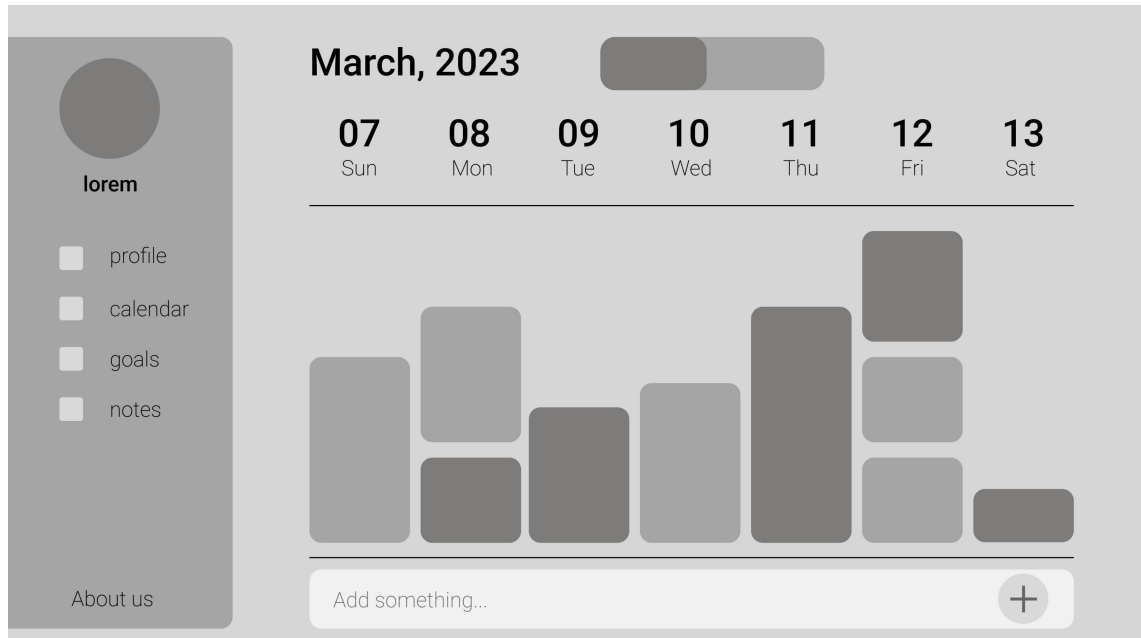 lorem
profile
calendar
goals
notes
About us
March, 2023
07 08 09 10 11 12 13
Sun Mon Tue Wed Thu Fri Sat
Add something...
+